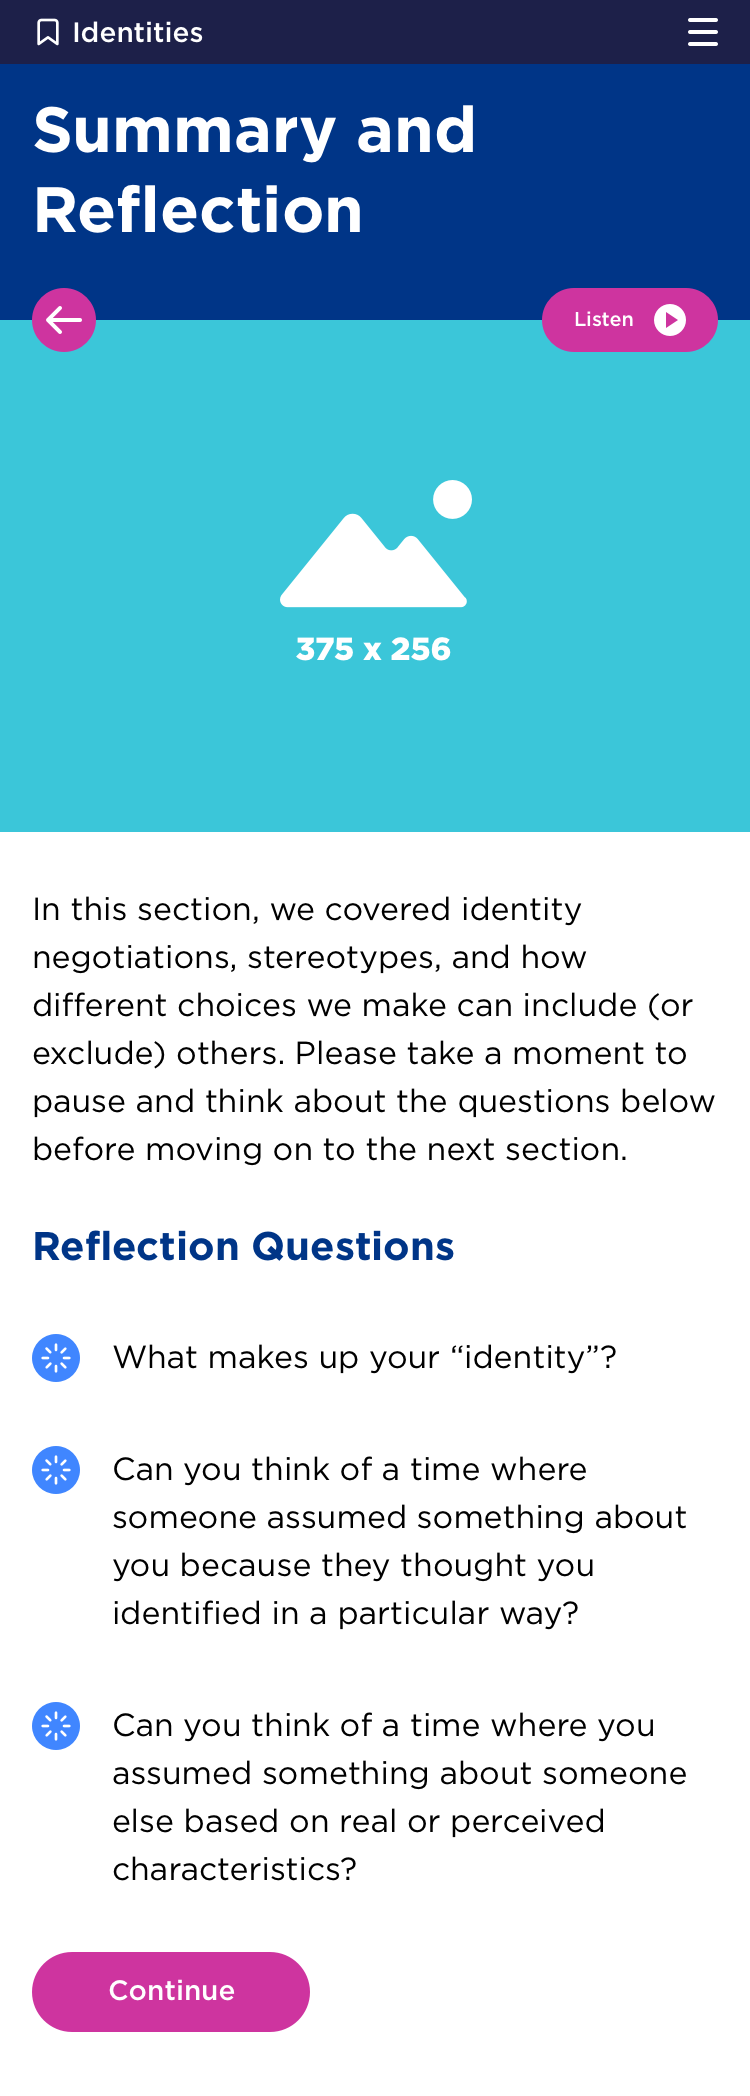 Identities
Summary and
Reflection
Listen
375 x 256
In this section, we covered identity
negotiations, stereotypes, and how
different choices we make can include (or
exclude) others. Please take a moment to
pause and think about the questions below
before moving on to the next section.
Reflection Questions
What makes up your “identity”?
Can you think of a time where
someone assumed something about
you because they thought you
identified in a particular way?
Can you think of a time where you
assumed something about someone
else based on real or perceived
characteristics?
Continue